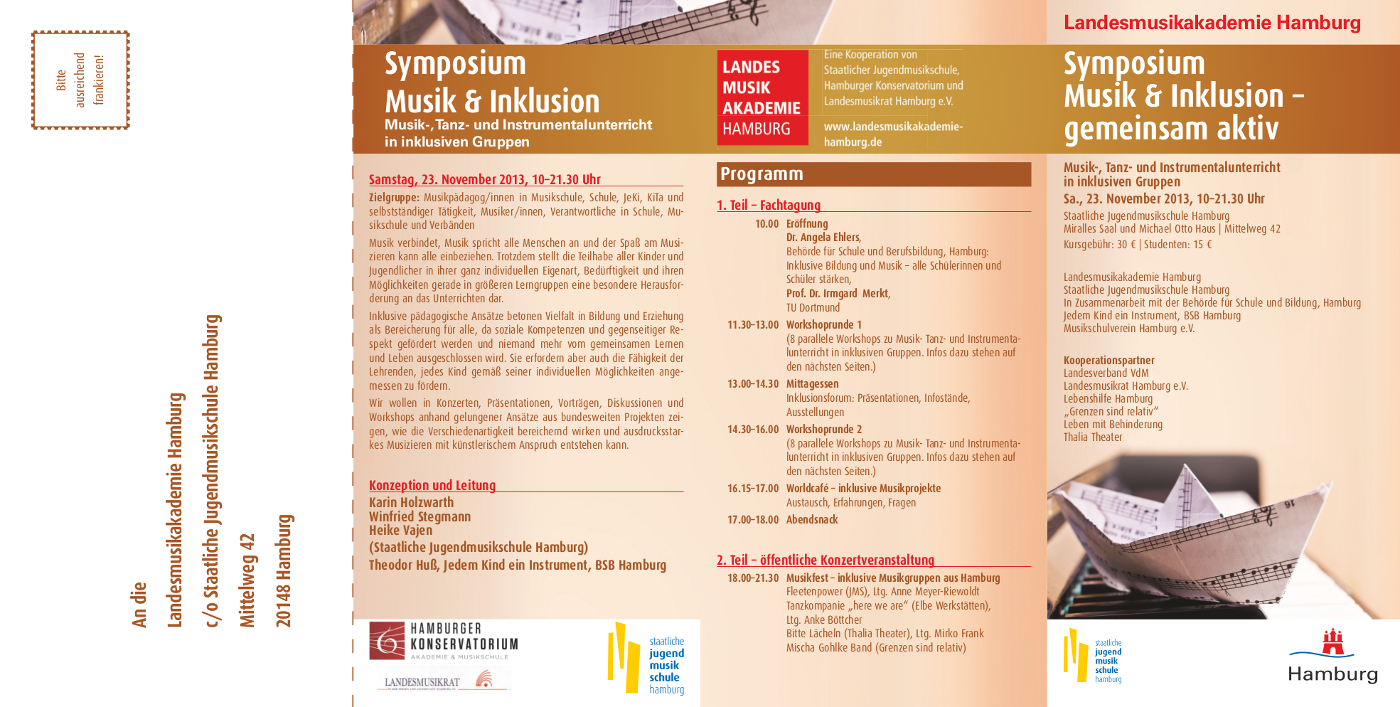 Bitte
ausreichend
frankieren!
An die
Landesmusikakademie Hamburg
c/o Staatliche Jugendmusikschule Hamburg
Mittelweg 42
20148 Hamburg
Symposium
Musik & Inklusion
Musik-, Tanz- und Instrumentalunterricht
in inklusiven Gruppen
Samstag, 23. November 2013, 10–21.30 Uhr
Zielgruppe: Musikpädagog/innen in Musikschule, Schule, JeKi, KiTa und
selbstständiger Tätigkeit, Musiker/innen, Verantwortliche in Schule, Mu-
sikschule und Verbänden
Musik verbindet, Musik spricht alle Menschen an und der Spaß am Musi-
zieren kann alle einbeziehen. Trotzdem stellt die Teilhabe aller Kinder und
Jugendlicher in ihrer ganz individuellen Eigenart, Bedürftigkeit und ihren
Möglichkeiten gerade in größeren Lerngruppen eine besondere Herausfor-
derung an das Unterrichten dar.
Inklusive pädagogische Ansätze betonen Vielfalt in Bildung und Erziehung
als Bereicherung für alle, da soziale Kompetenzen und gegenseitiger Re-
spekt gefördert werden und niemand mehr vom gemeinsamen Lernen
und Leben ausgeschlossen wird. Sie erfordern aber auch die Fähigkeit der
Lehrenden, jedes Kind gemäß seiner individuellen Möglichkeiten ange-
messen zu fördern.
Wir wollen in Konzerten, Präsentationen, Vorträgen, Diskussionen und
Workshops anhand gelungener Ansätze aus bundesweiten Projekten zei-
gen, wie die Verschiedenartigkeit bereichernd wirken und ausdrucksstar-
kes Musizieren mit künstlerischem Anspruch entstehen kann.
Konzeption und Leitung
Karin Holzwarth
Winfried Stegmann
Heike Vajen
(Staatliche Jugendmusikschule Hamburg)
Theodor Huß, Jedem Kind ein Instrument, BSB Hamburg
HAMBURGER
KONSERVATORIUM
AKADEMIE & MUSIKSCHULE
LANDESMUSIKRAT
staatliche
jugend
musik
schule
hamburg
LANDES
MUSIK
AKADEMIE
HAMBURG
Eine Kooperation von
Staatlicher Jugendmusikschule,
Hamburger Konservatorium und
Landesmusikrat Hamburg e.V.
www.landesmusikakademie-
hamburg.de
Programm
1. Teil – Fachtagung
10.00 Eröffnung
Dr. Angela Ehlers,
Behörde für Schule und Berufsbildung, Hamburg:
Inklusive Bildung und Musik – alle Schülerinnen und
Schüler stärken,
Prof. Dr. Irmgard Merkt,
TU Dortmund
11.30–13.00 Workshoprunde 1
(8 parallele Workshops zu Musik- Tanz- und Instrumenta-
lunterricht in inklusiven Gruppen. Infos dazu stehen auf
den nächsten Seiten.)
13.00–14.30 Mittagessen
Inklusionsforum: Präsentationen, Infostände,
Ausstellungen
14.30–16.00 Workshoprunde 2
(8 parallele Workshops zu Musik- Tanz- und Instrumenta-
lunterricht in inklusiven Gruppen. Infos dazu stehen auf
den nächsten Seiten.)
16.15–17.00 Worldcafé – inklusive Musikprojekte
Austausch, Erfahrungen, Fragen
17.00–18.00 Abendsnack
2. Teil – öffentliche Konzertveranstaltung
18.00–21.30 Musikfest – inklusive Musikgruppen aus Hamburg
Fleetenpower (JMS), Ltg. Anne Meyer-Riewoldt
Tanzkompanie „here we are“ (Elbe Werkstätten),
Ltg. Anke Böttcher
Bitte Lächeln (Thalia Theater), Ltg. Mirko Frank
Mischa Gohlke Band (Grenzen sind relativ)
Landesmusikakademie Hamburg
Symposium
Musik & Inklusion –
gemeinsam aktiv
Musik-, Tanz- und Instrumentalunterricht
in inklusiven Gruppen
Sa., 23. November 2013, 10–21.30 Uhr
Staatliche Jugendmusikschule Hamburg
Miralles Saal und Michael Otto Haus | Mittelweg 42
Kursgebühr: 30 € | Studenten: 15 €
Landesmusikakademie Hamburg
Staatliche Jugendmusikschule Hamburg
In Zusammenarbeit mit der Behörde für Schule und Bildung, Hamburg
Jedem Kind ein Instrument, BSB Hamburg
Musikschulverein Hamburg e.V.
Kooperationspartner
Landesverband VdM
Landesmusikrat Hamburg e.V.
Lebenshilfe Hamburg
„Grenzen sind relativ“
Leben mit Behinderung
Thalia Theater
staatliche
jugend
musik
schule
hamburg
Hamburg